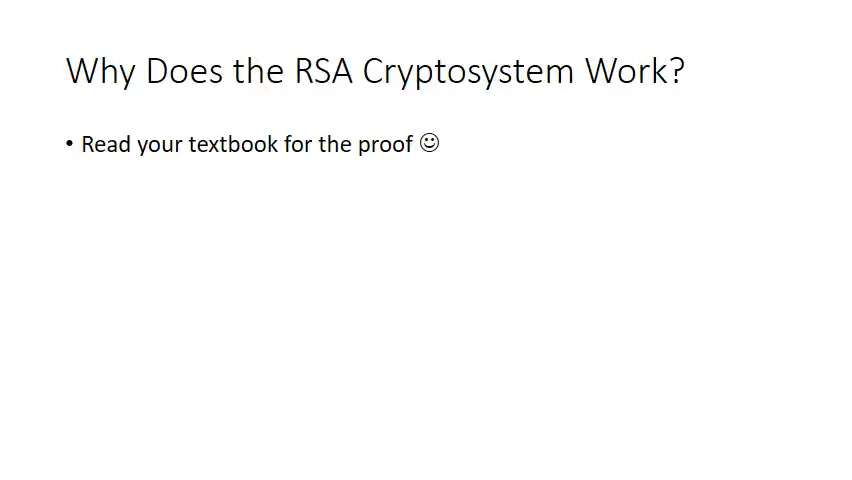 Why Does the RSA Cryptosystem Work?
• Read your textbook for the proof ☺